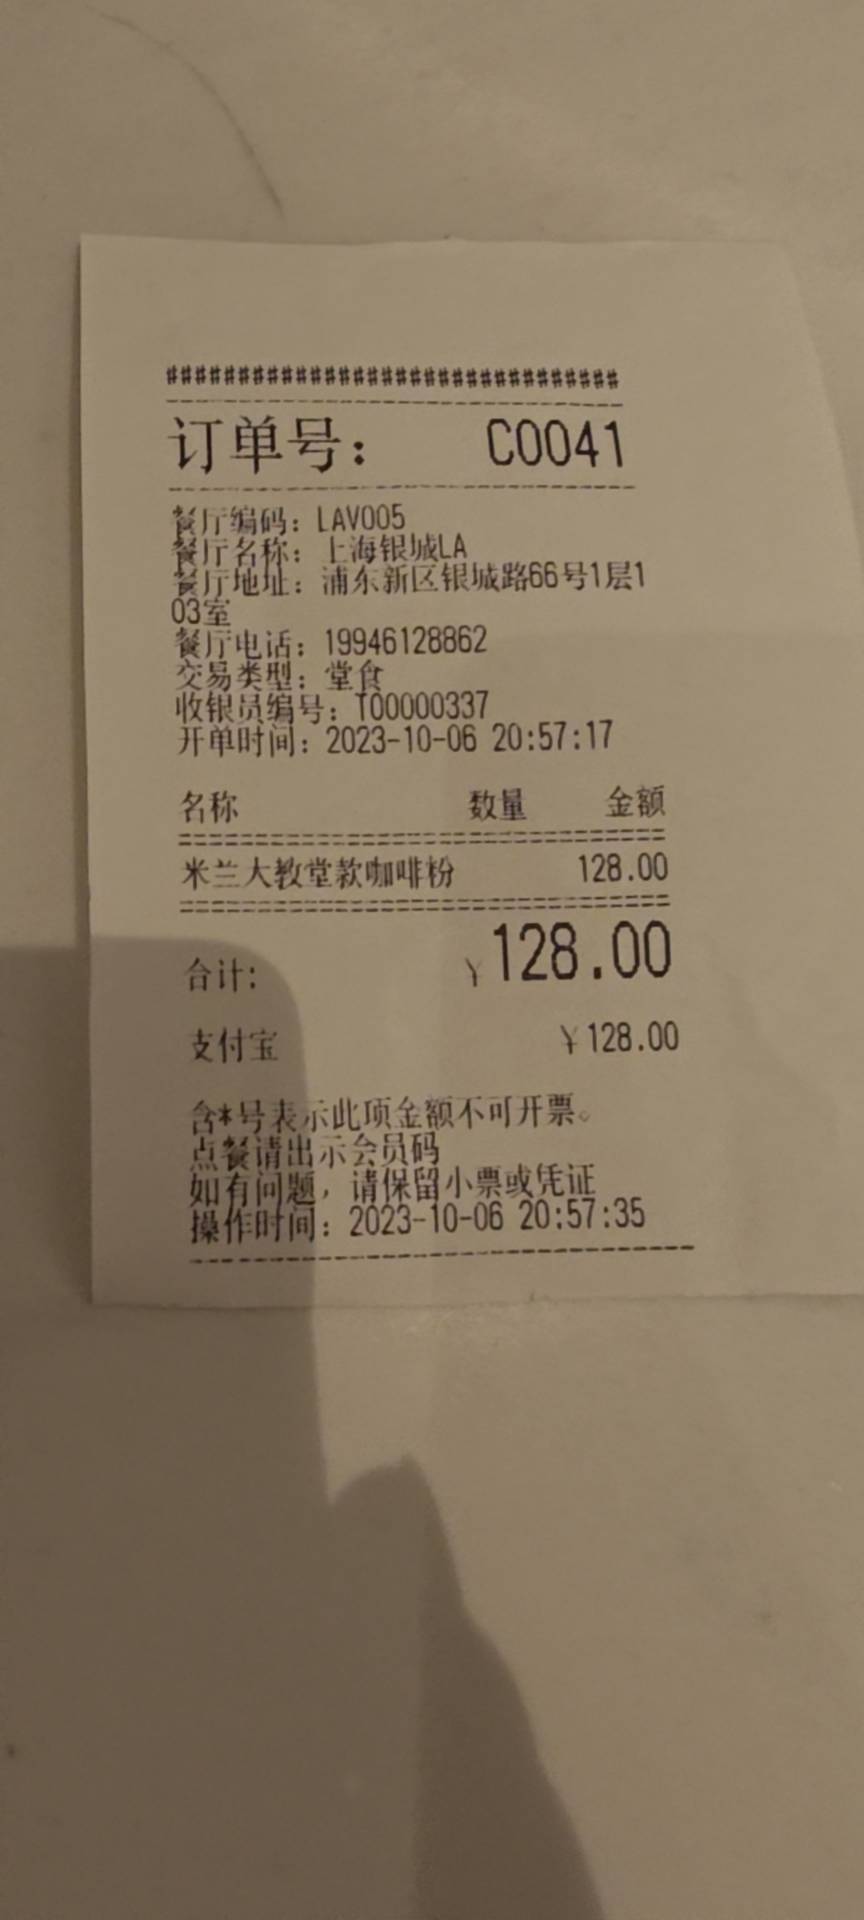 ################################
订单号： C0041
餐厅编码：LAV005
餐厅名称：上海银城LA
餐厅地址：浦东新区银城路66号1层1
03室
餐厅电话：19946128862
交易类型：堂食
收银员编号：T00000337
开单时间：2023-10-06 20:57:17
名称 数量 金额
米兰大教堂款咖啡粉 128.00
合计: ¥128.00
支付宝 ¥128.00
含*号表示此项金额不可开票。
点餐请出示会员码
如有问题，请保留小票或凭证
操作时间：2023-10-06 20:57:35